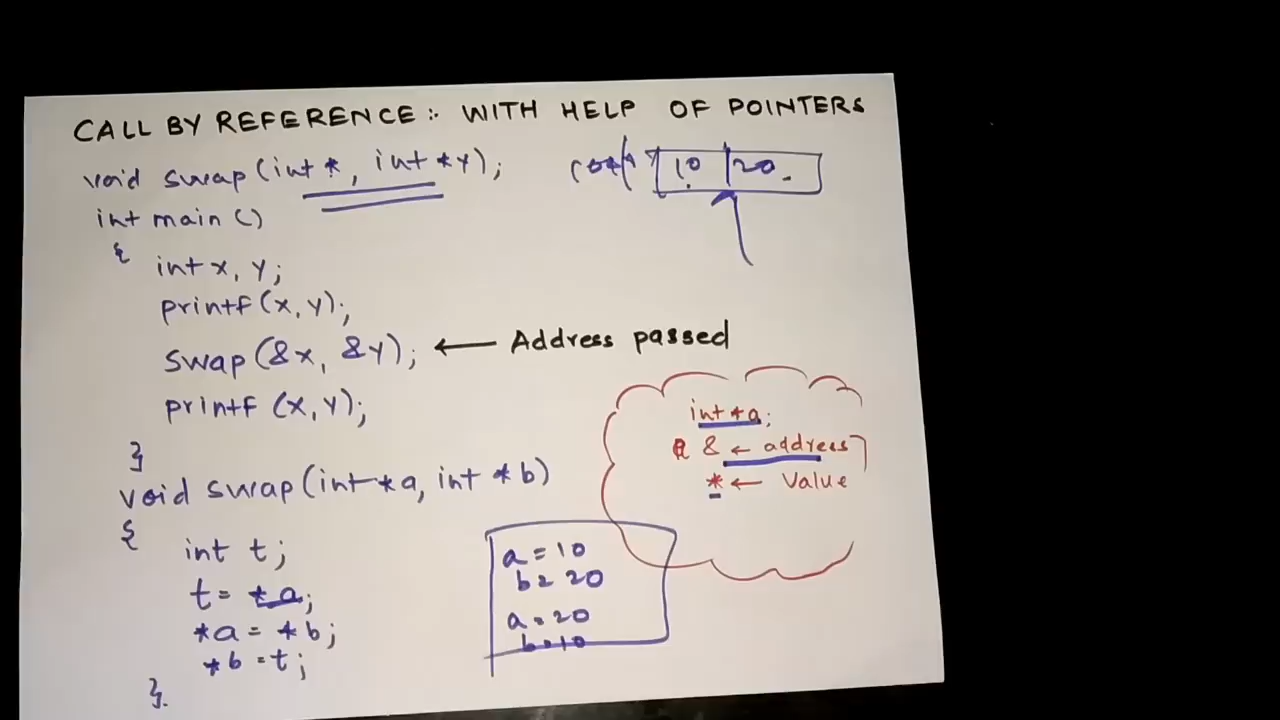 CALL BY REFERENCE:- WITH HELP OF POINTERS
void swap(int *, int *y);
10 20
int main()
{
int x, y;
printf(x,y);
swap(&x, &y); ← Address passed
printf (x,y);
}
int *a;
& ← address
* ← Value
void swap(int *a, int *b)
{
int t;
t = *a;
*a = *b;
*b = t;
}.
a = 10
b = 20
a = 20
b = 10